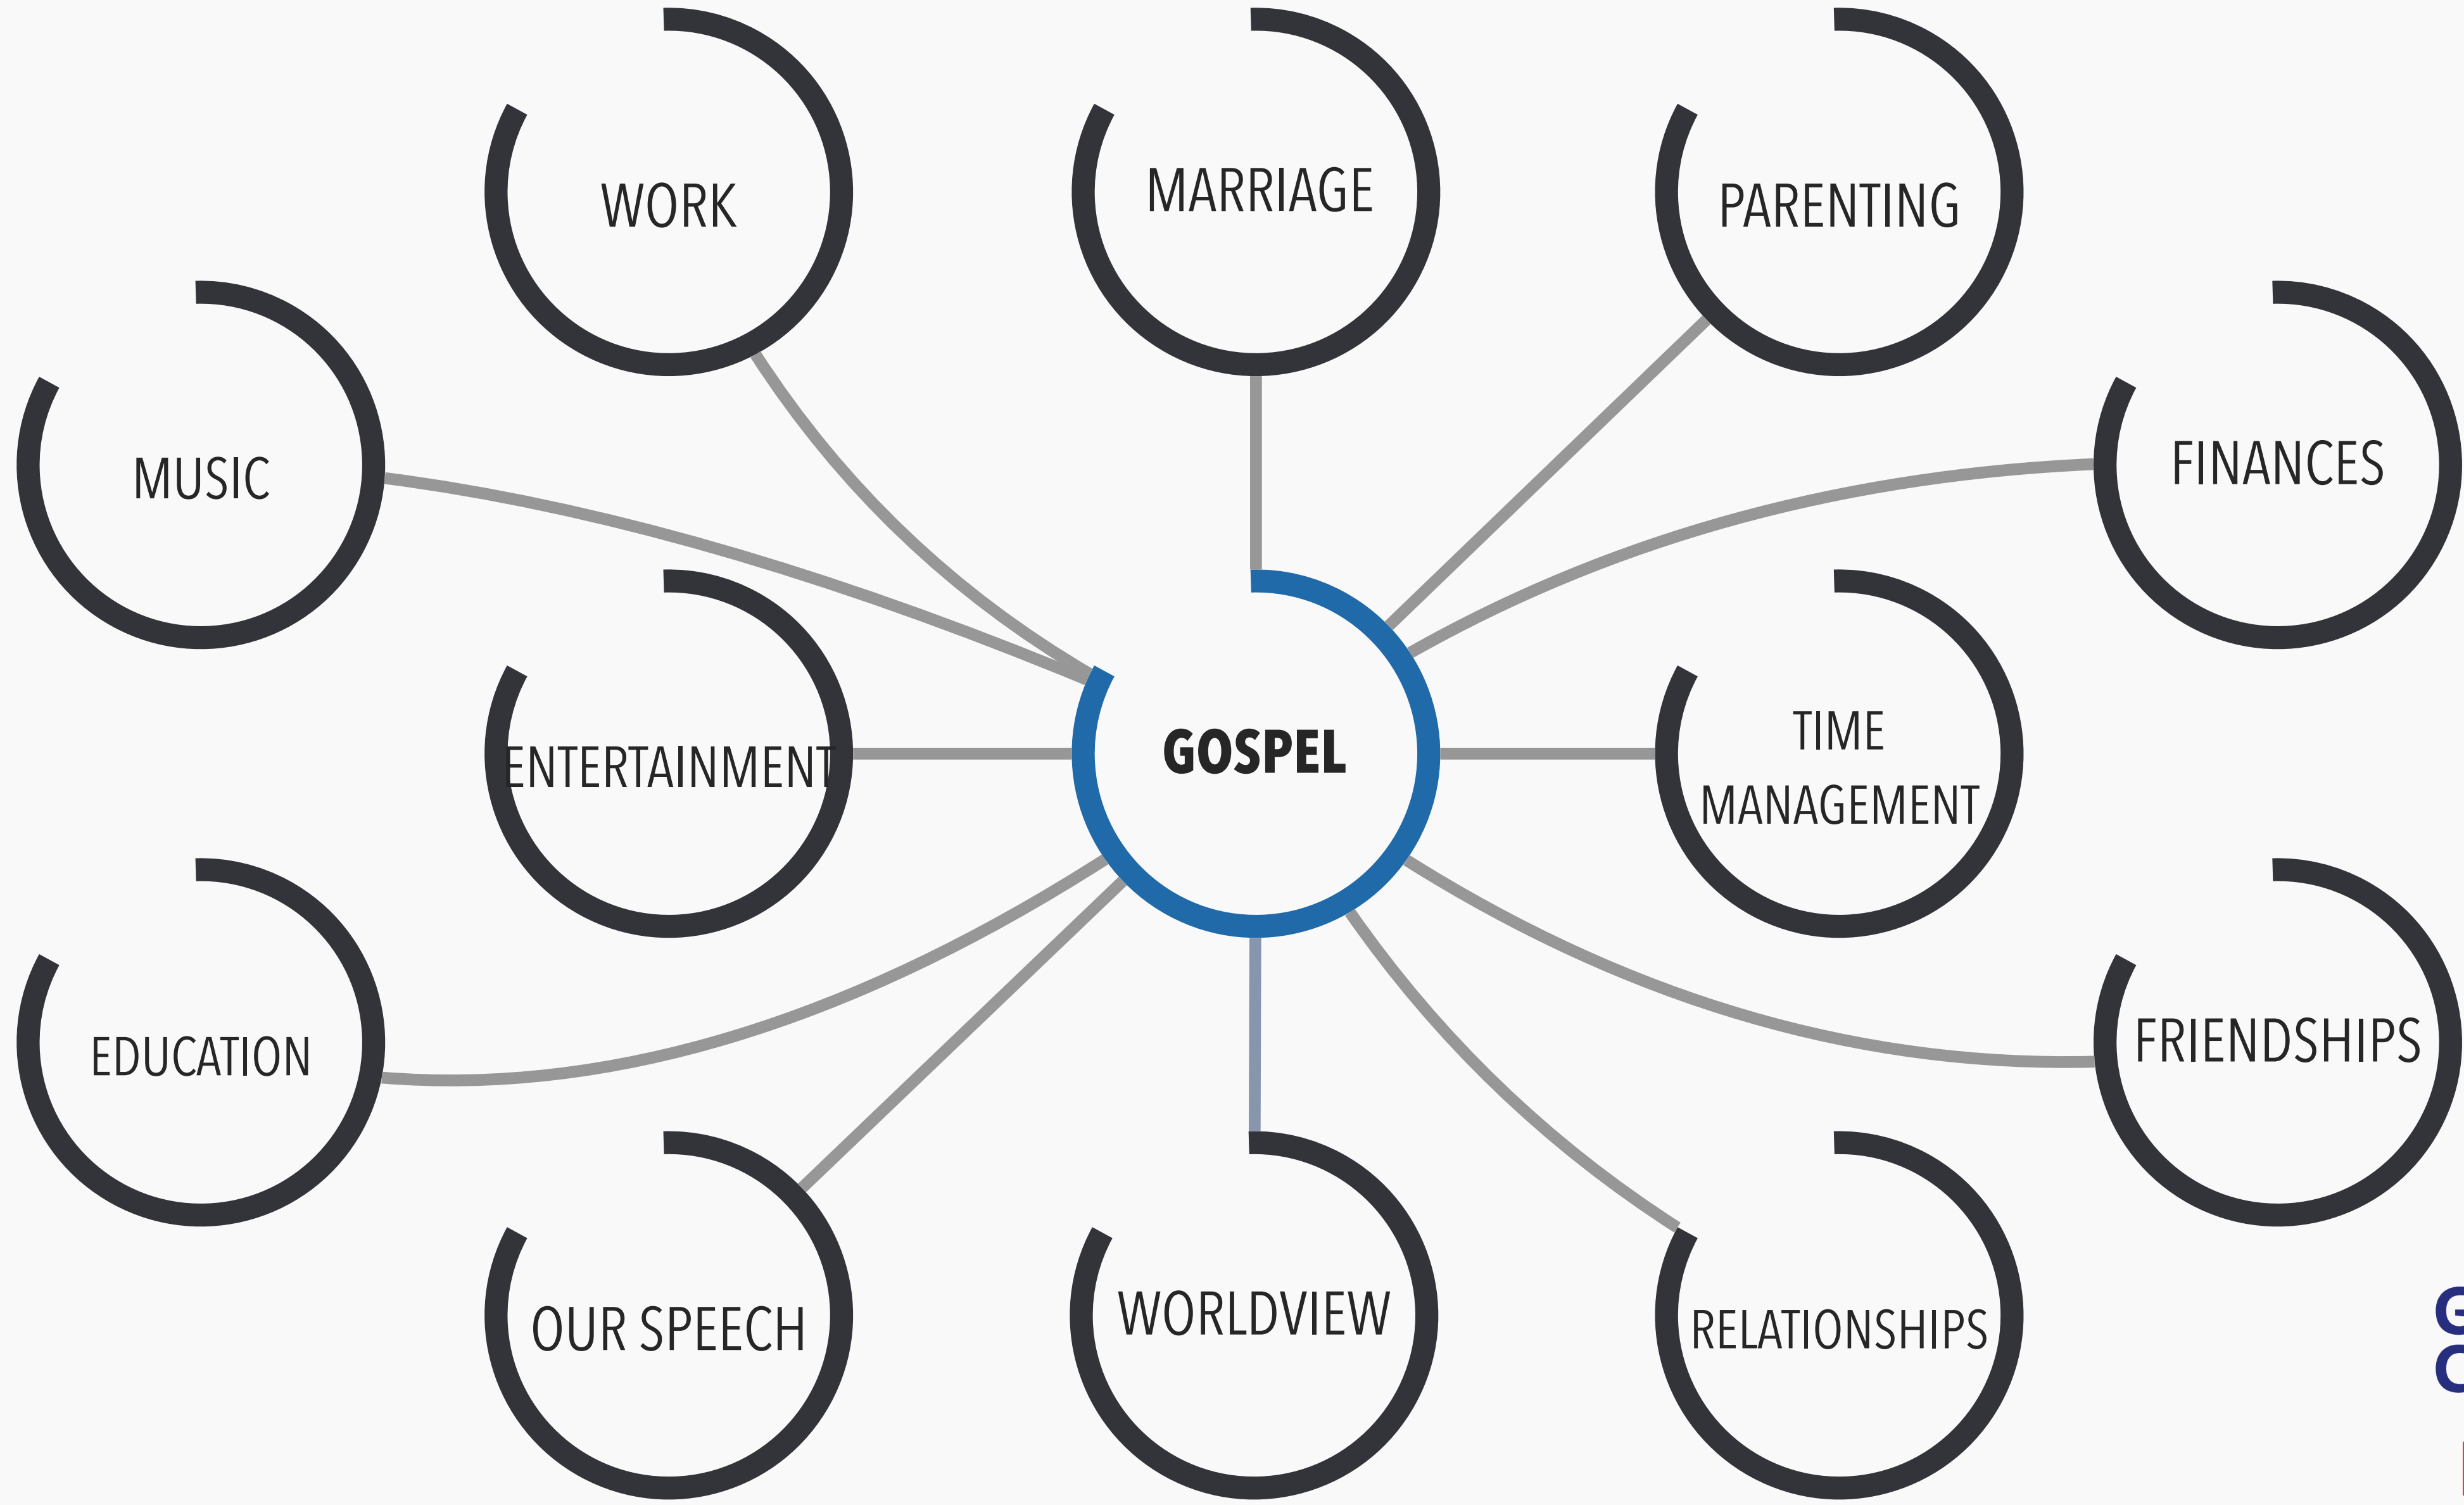 WORK
MARRIAGE
PARENTING
MUSIC
FINANCES
ENTERTAINMENT
GOSPEL
TIME
MANAGEMENT
EDUCATION
FRIENDSHIPS
OUR SPEECH
WORLDVIEW
RELATIONSHIPS